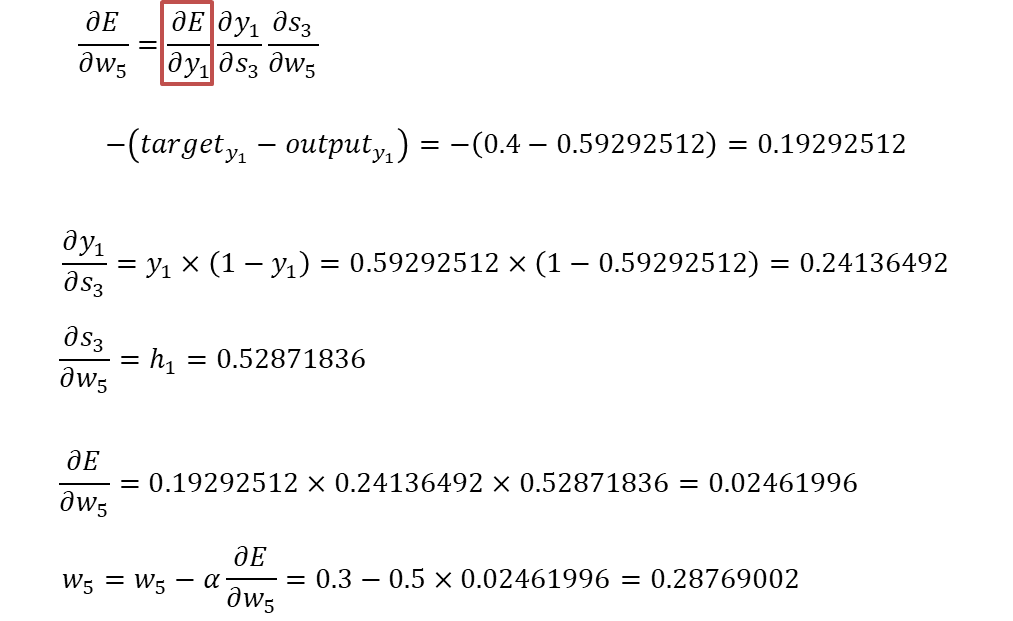 ∂E/∂w₅ = ∂E/∂y₁ ∂y₁/∂s₃ ∂s₃/∂w₅
−(target_y₁ − output_y₁) = −(0.4 − 0.59292512) = 0.19292512
∂y₁/∂s₃ = y₁ × (1 − y₁) = 0.59292512 × (1 − 0.59292512) = 0.24136492
∂s₃/∂w₅ = h₁ = 0.52871836
∂E/∂w₅ = 0.19292512 × 0.24136492 × 0.52871836 = 0.02461996
w₅ = w₅ − α ∂E/∂w₅ = 0.3 − 0.5 × 0.02461996 = 0.28769002